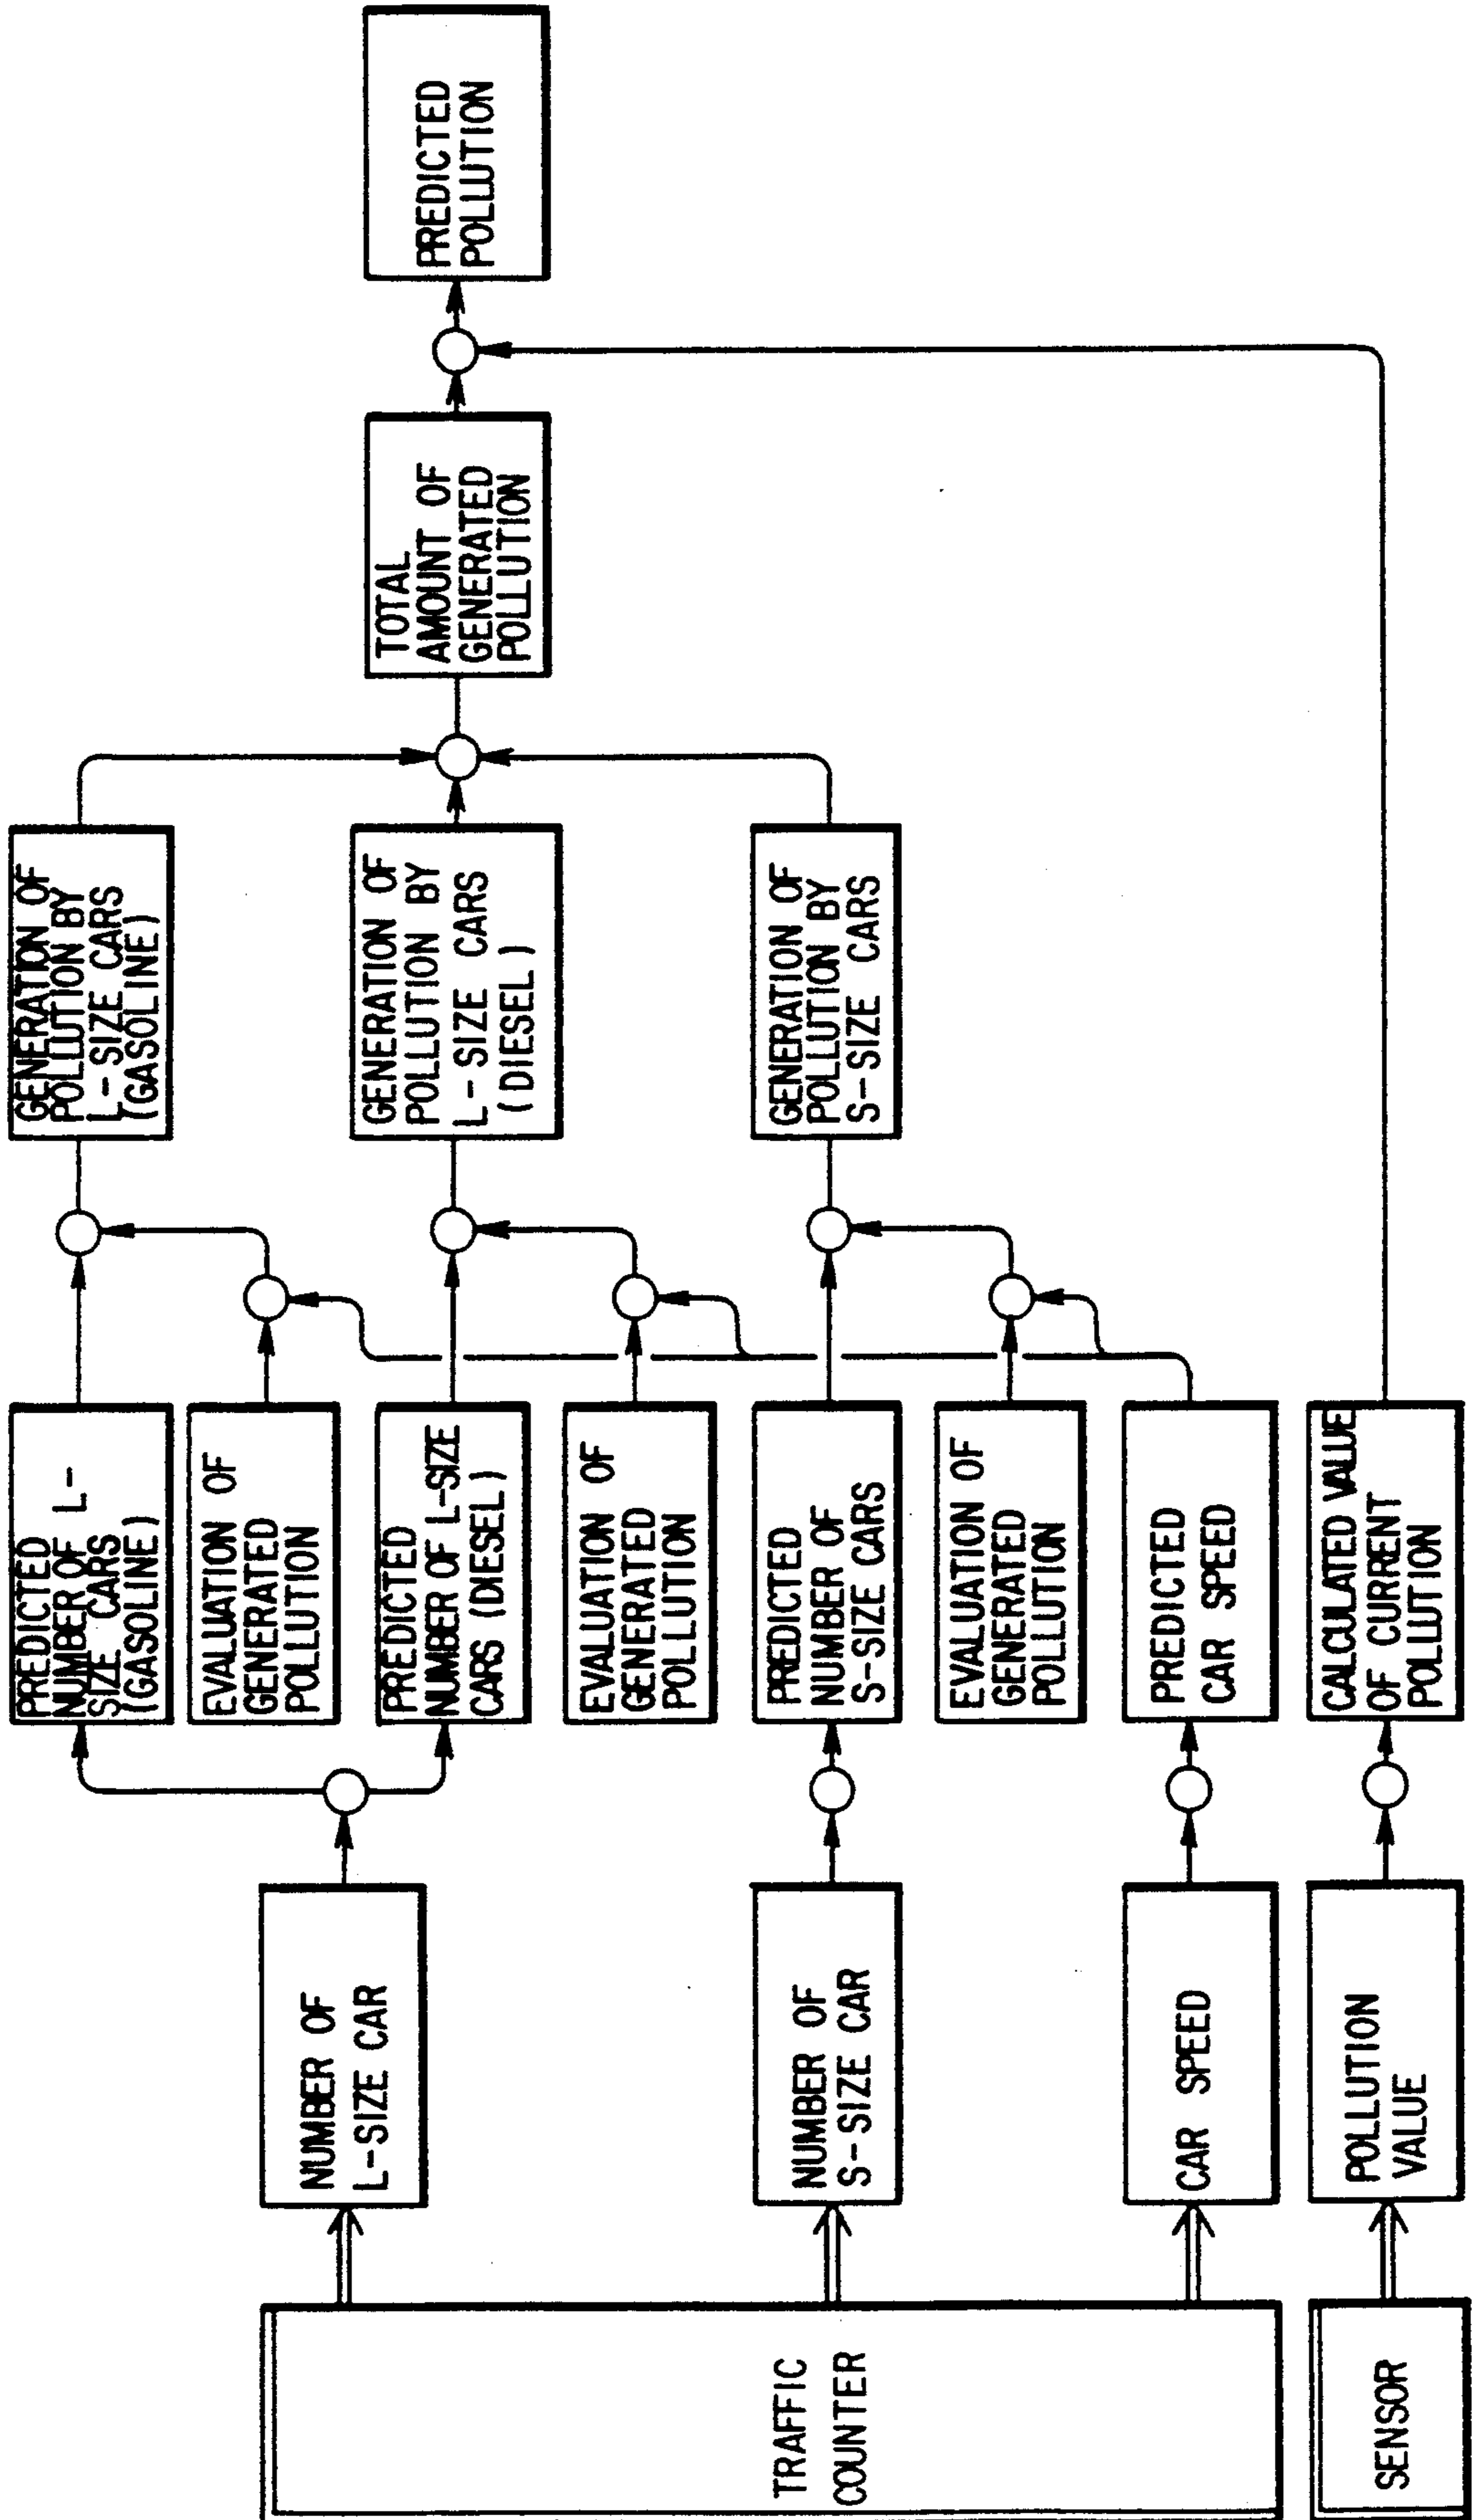 TRAFFIC
COUNTER
SENSOR
NUMBER OF
L-SIZE CAR
NUMBER OF
S-SIZE CAR
CAR SPEED
POLLUTION
VALUE
PREDICTED
NUMBER OF L-
SIZE CARS
(GASOLINE)
EVALUATION OF
GENERATED
POLLUTION
PREDICTED
NUMBER OF L-SIZE
CARS (DIESEL)
EVALUATION OF
GENERATED
POLLUTION
PREDICTED
NUMBER OF
S-SIZE CARS
EVALUATION OF
GENERATED
POLLUTION
PREDICTED
CAR SPEED
CALCULATED VALUE
OF CURRENT
POLLUTION
GENERATION OF
POLLUTION BY
L-SIZE CARS
(GASOLINE)
GENERATION OF
POLLUTION BY
L-SIZE CARS
(DIESEL)
GENERATION OF
POLLUTION BY
S-SIZE CARS
TOTAL
AMOUNT OF
GENERATED
POLLUTION
PREDICTED
POLLUTION